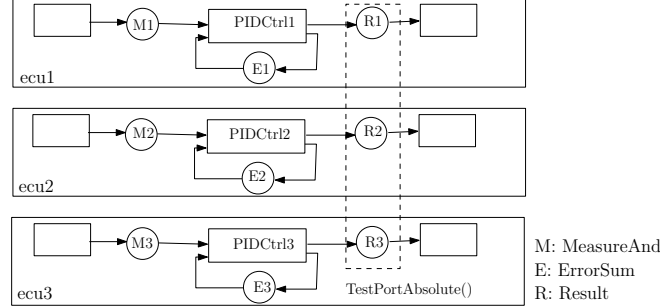 M1 PIDCtrl1 R1
E1
ecu1
M2 PIDCtrl2 R2
E2
ecu2
M3 PIDCtrl3 R3
E3
ecu3
TestPortAbsolute()
M: MeasureAnd
E: ErrorSum
R: Result